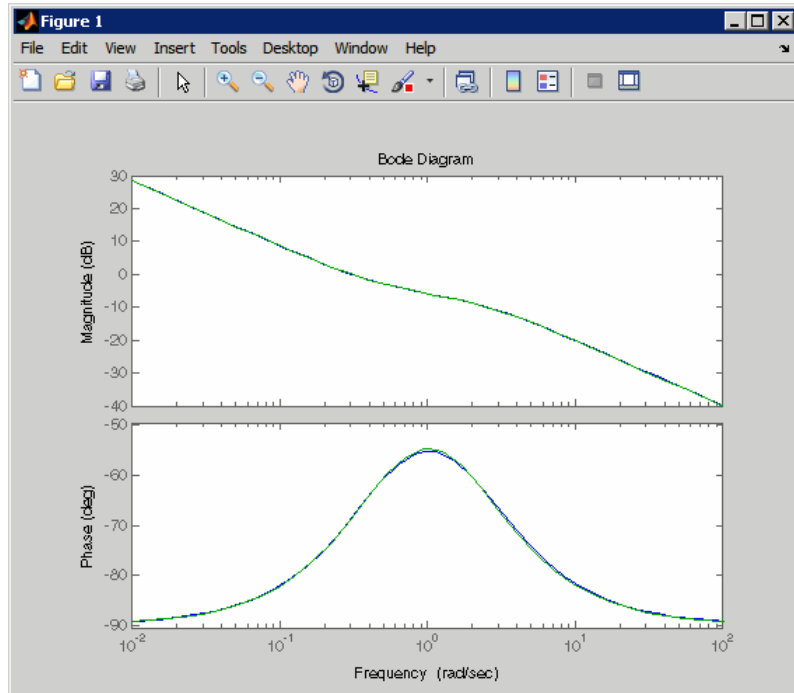 Figure 1
File Edit View Insert Tools Desktop Window Help
Bode Diagram
30
20
10
0
-10
-20
-30
-40
Magnitude (dB)
-50
-60
-70
-80
-90
Phase (deg)
10^-2 10^-1 10^0 10^1 10^2
Frequency (rad/sec)